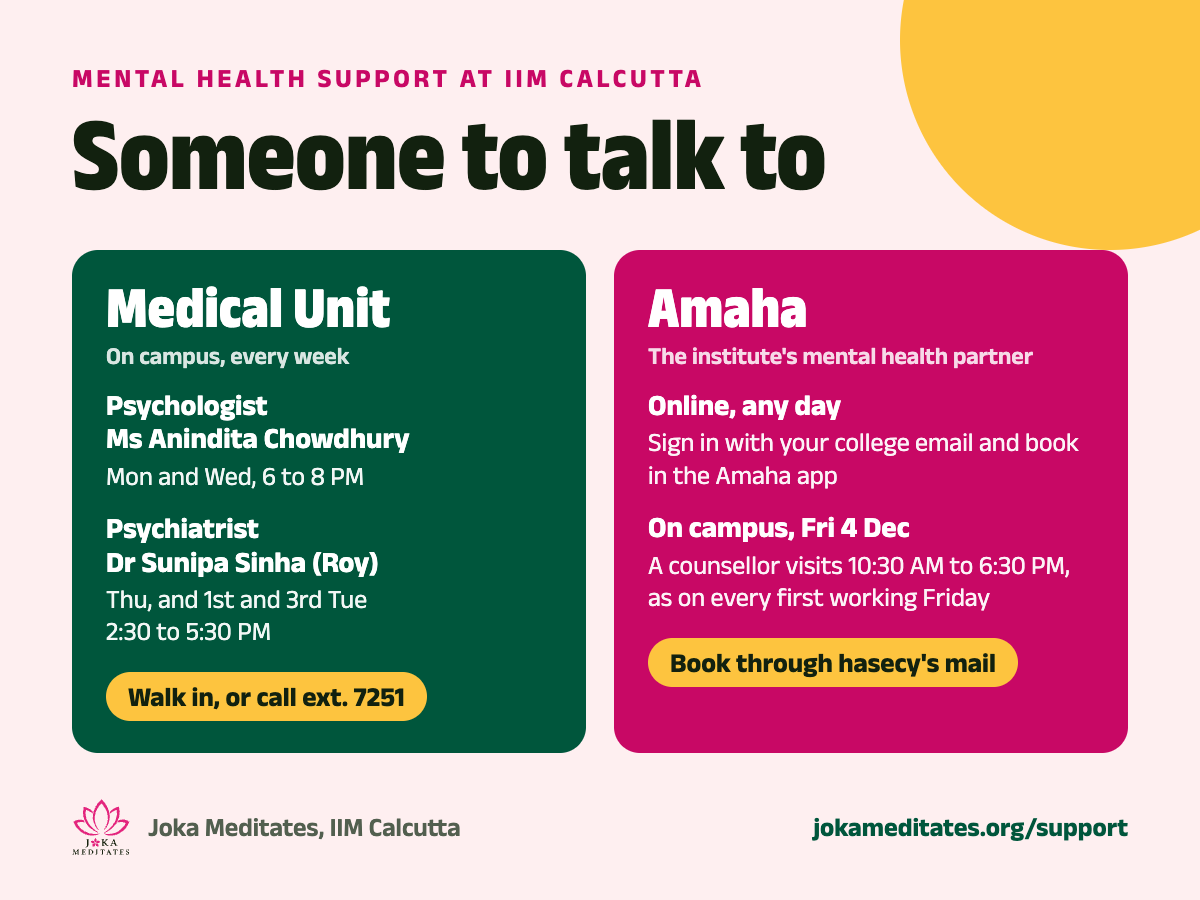 MENTAL HEALTH SUPPORT AT IIM CALCUTTA
Someone to talk to
Medical Unit
On campus, every week
Psychologist
Ms Anindita Chowdhury
Mon and Wed, 6 to 8 PM
Psychiatrist
Dr Sunipa Sinha (Roy)
Thu, and 1st and 3rd Tue
2:30 to 5:30 PM
Walk in, or call ext. 7251
Amaha
The institute's mental health partner
Online, any day
Sign in with your college email and book
in the Amaha app
On campus, Fri 4 Dec
A counsellor visits 10:30 AM to 6:30 PM,
as on every first working Friday
Book through hasecy's mail
JOKA
MEDITATES
Joka Meditates, IIM Calcutta
jokameditates.org/support